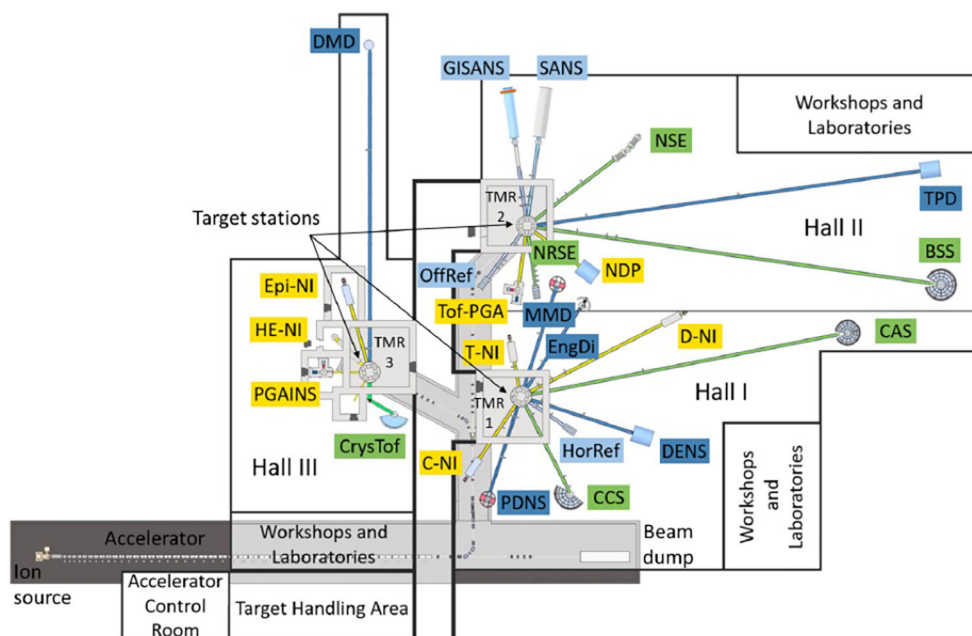 DMD
GISANS
SANS
Workshops and
Laboratories
NSE
TPD
TMR
2
Target stations
Hall II
NRSE
BSS
OffRef
NDP
Epi-NI
Tof-PGA
MMD
HE-NI
D-NI
CAS
TMR
3
T-NI
EngDi
PGAINS
TMR
1
Hall I
CrysTof
HorRef
DENS
Hall III
C-NI
PDNS
CCS
Workshops
and
Laboratories
Accelerator
Workshops and
Laboratories
Beam
dump
Ion
source
Accelerator
Control
Room
Target Handling Area